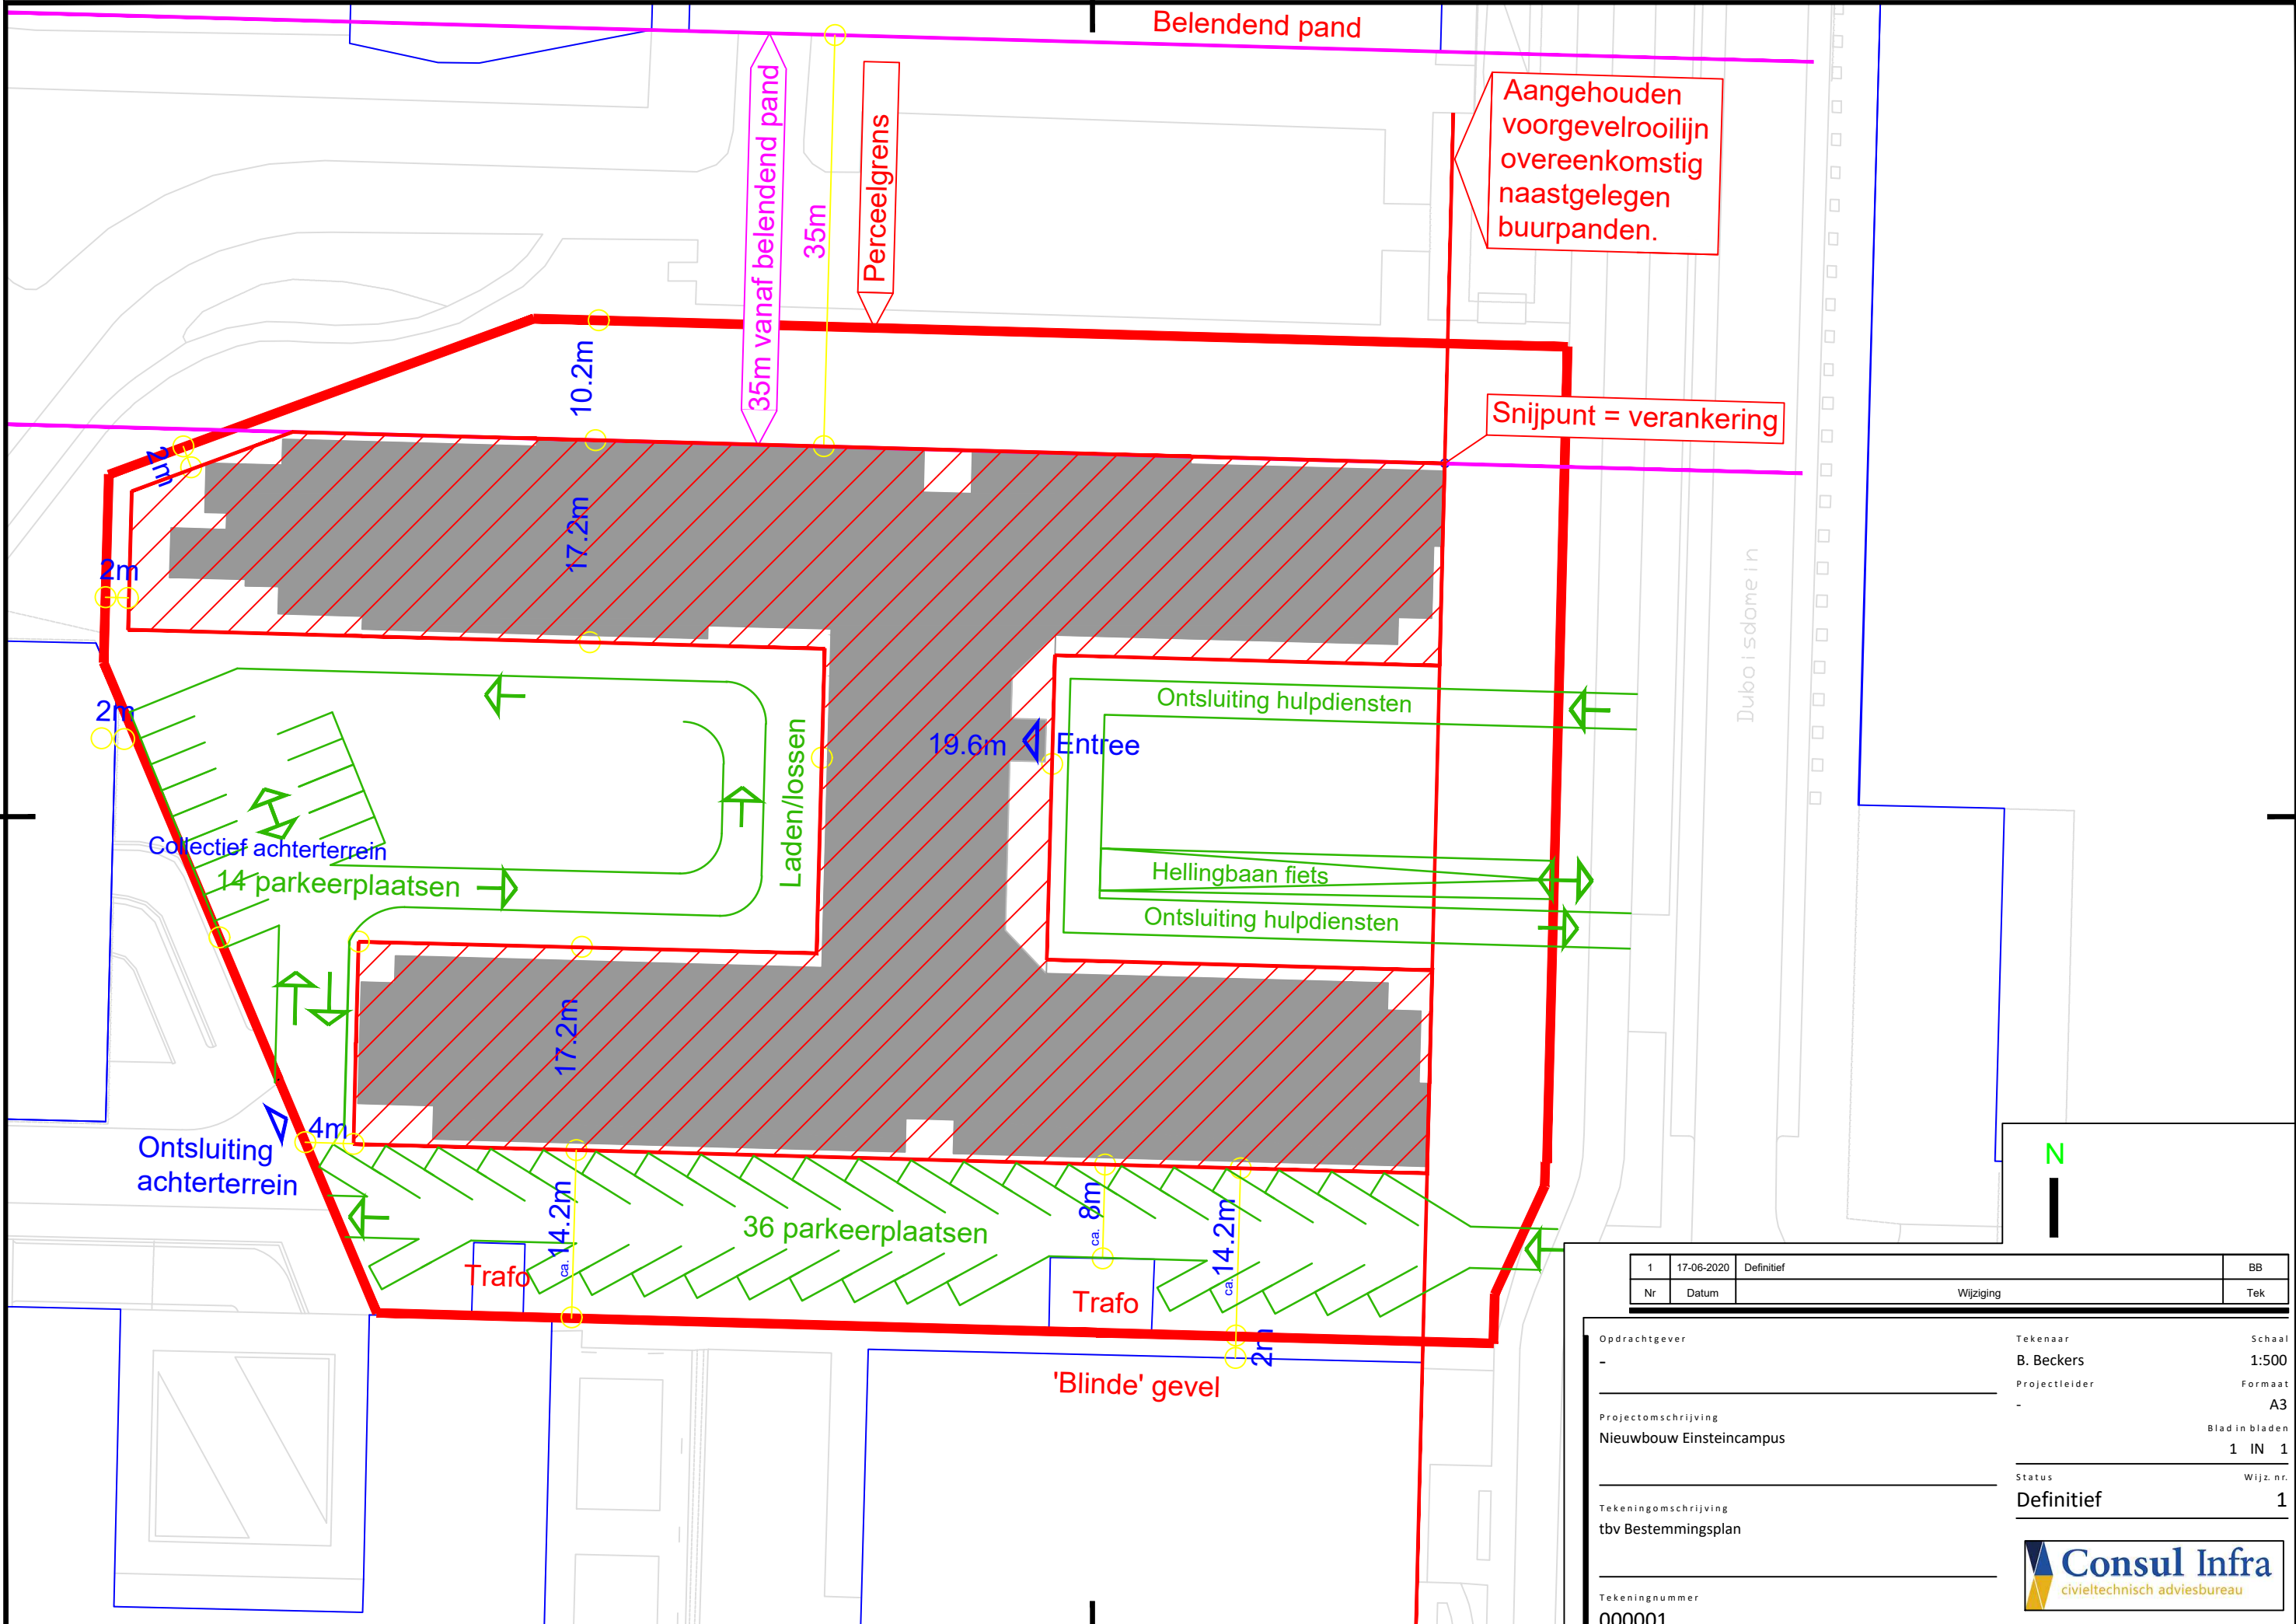 Belendend pand
35m vanaf belendend pand
35m
Perceelgrens
Aangehouden
voorgevelrooilijn
overeenkomstig
naastgelegen
buurpanden.
10.2m
Snijpunt = verankering
2m
17.2m
2m
Duboisdomein
2m
Ontsluiting hulpdiensten
19.6m
Entree
Laden/lossen
Collectief achterterrein
14 parkeerplaatsen
Hellingbaan fiets
Ontsluiting hulpdiensten
17.2m
4m
Ontsluiting
achterterrein
ca. 14.2m
36 parkeerplaatsen
ca. 8m
ca. 14.2m
Trafo
Trafo
2m
'Blinde' gevel
N
1 17-06-2020 Definitief BB
Nr Datum Wijziging Tek
Opdrachtgever
-
Projectomschrijving
Nieuwbouw Einsteincampus
Tekeningomschrijving
tbv Bestemmingsplan
Tekeningnummer
000001
Tekenaar Schaal
B. Beckers 1:500
Projectleider Formaat
- A3
Blad in bladen
1 IN 1
Status Wijz. nr.
Definitief 1
Consul Infra
civieltechnisch adviesbureau